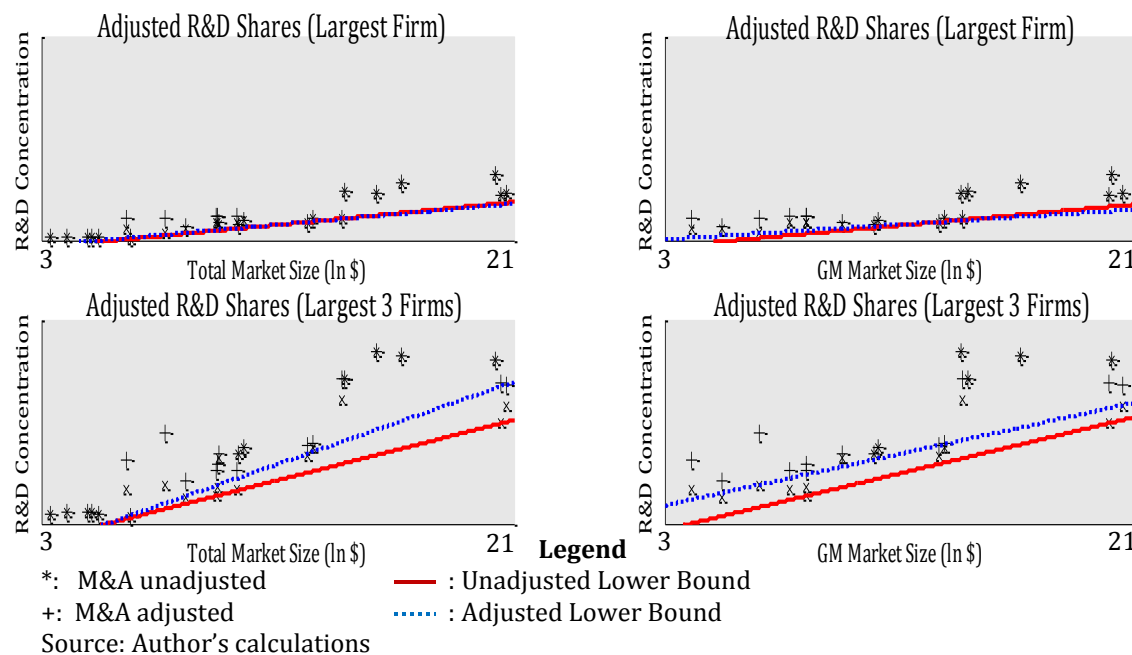 Adjusted R&D Shares (Largest Firm)
R&D Concentration
3
21
Total Market Size (ln $)
Adjusted R&D Shares (Largest Firm)
R&D Concentration
3
21
GM Market Size (ln $)
Adjusted R&D Shares (Largest 3 Firms)
R&D Concentration
3
21
Total Market Size (ln $)
Adjusted R&D Shares (Largest 3 Firms)
R&D Concentration
3
21
GM Market Size (ln $)
Legend
*: M&A unadjusted
: Unadjusted Lower Bound
+: M&A adjusted
: Adjusted Lower Bound
Source: Author's calculations